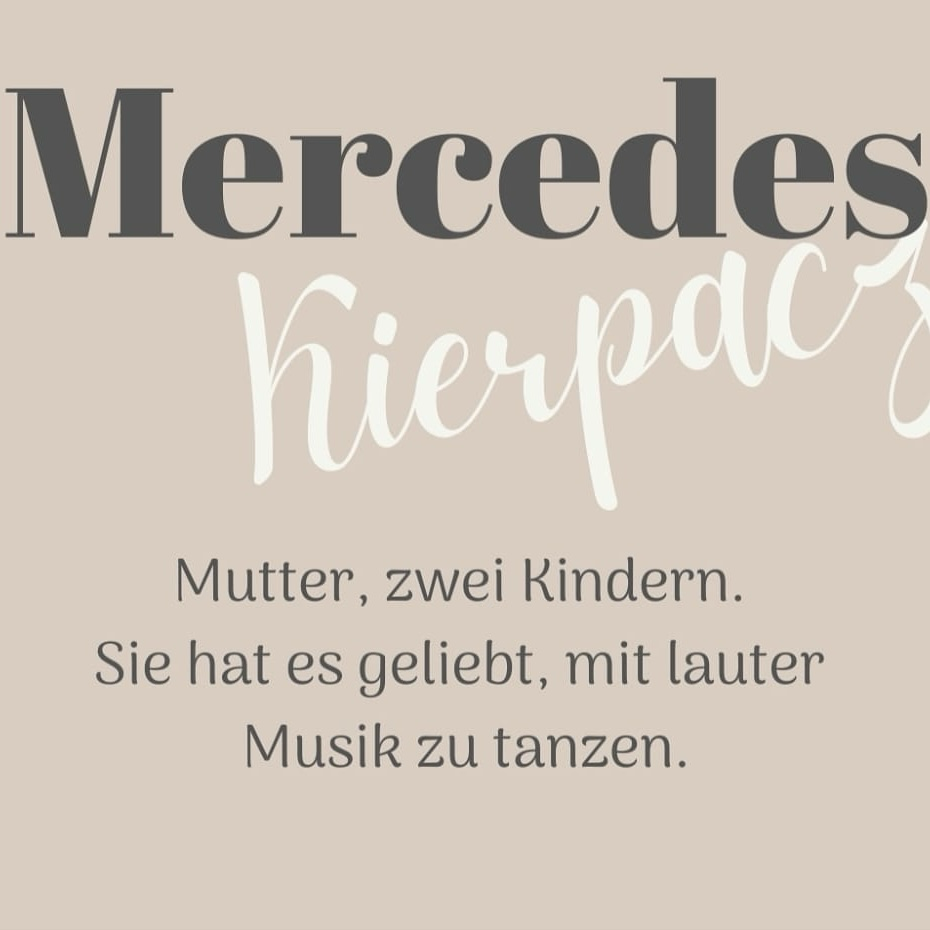 Mercedes
Kierpacz
Mutter, zwei Kindern.
Sie hat es geliebt, mit lauter
Musik zu tanzen.